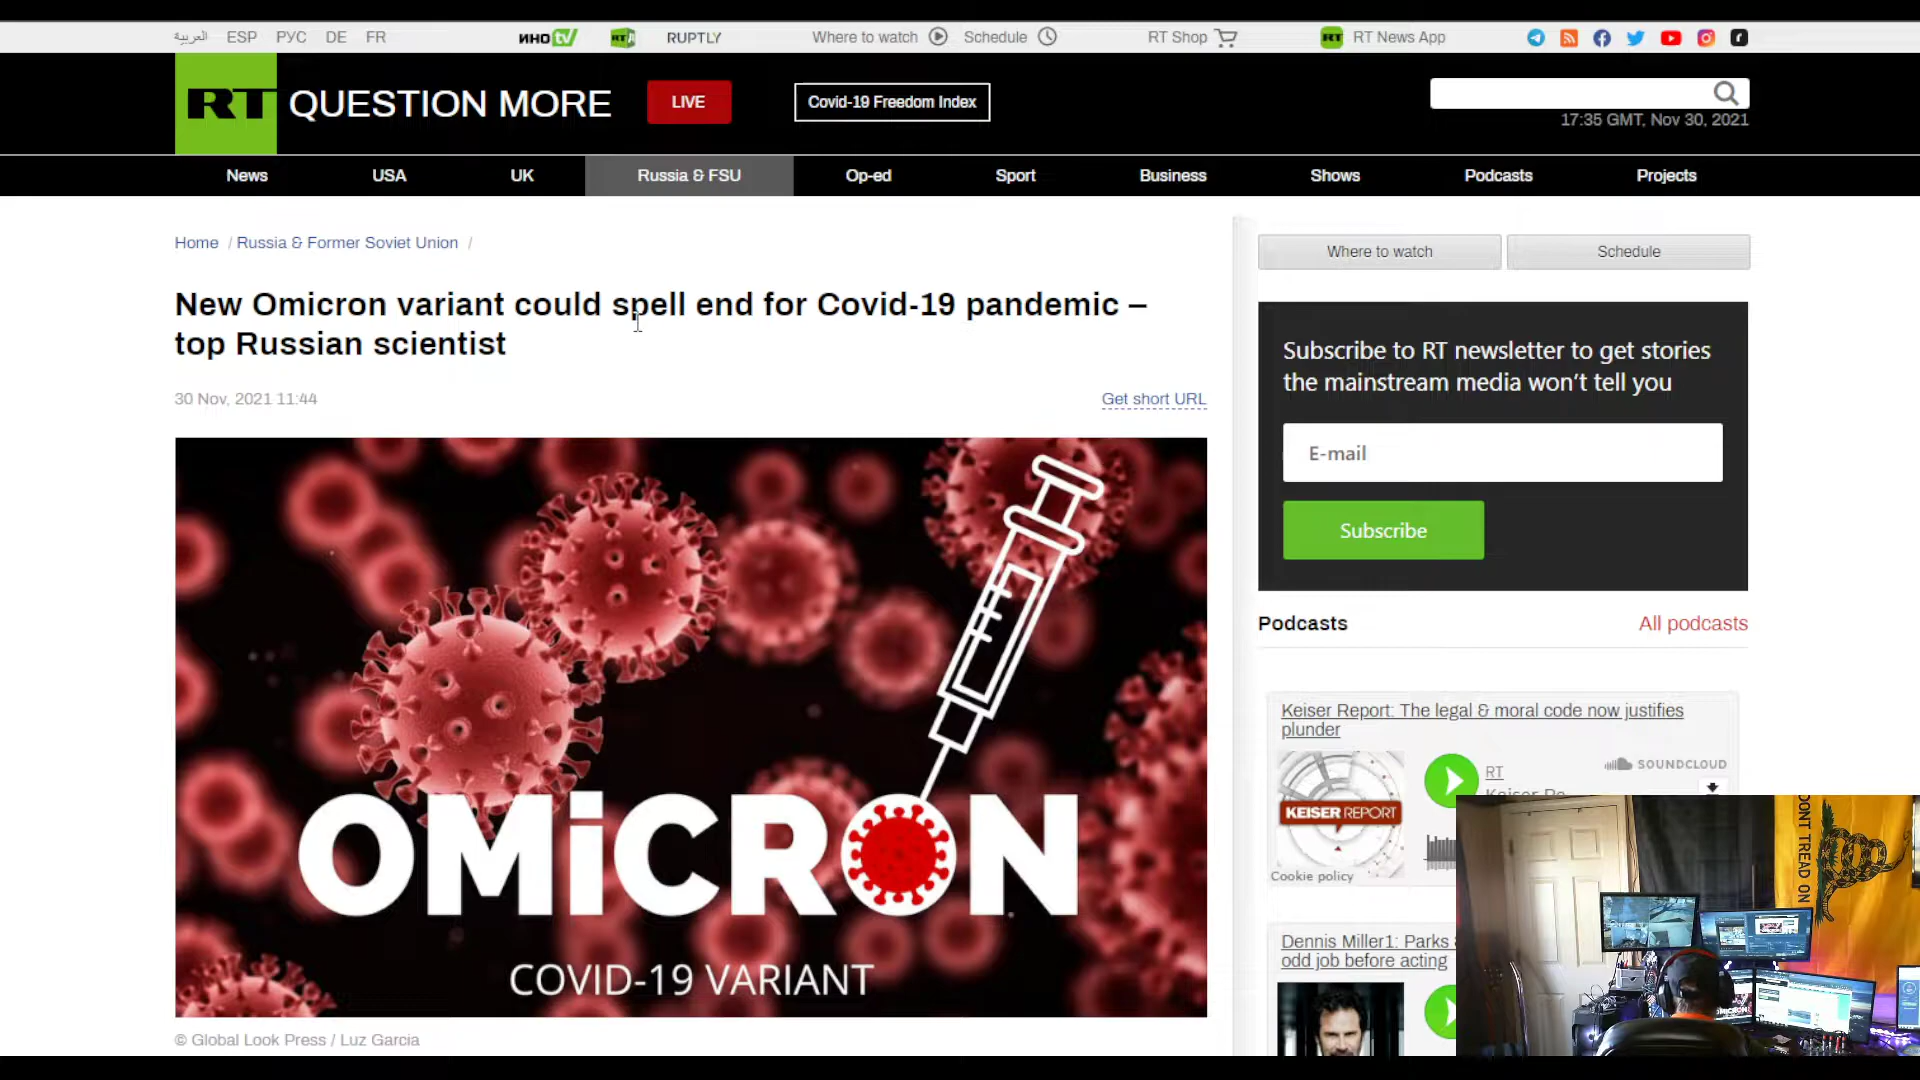 العربية ESP РУС DE FR ИНО TV RTД RUPTLY Where to watch Schedule RT Shop RT RT News App
RT QUESTION MORE LIVE Covid-19 Freedom Index
17:35 GMT, Nov 30, 2021
News USA UK Russia & FSU Op-ed Sport Business Shows Podcasts Projects
Home / Russia & Former Soviet Union /
New Omicron variant could spell end for Covid-19 pandemic –
top Russian scientist
30 Nov, 2021 11:44 Get short URL
OMiCRON
COVID-19 VARIANT
© Global Look Press / Luz Garcia
Where to watch Schedule
Subscribe to RT newsletter to get stories
the mainstream media won't tell you
E-mail
Subscribe
Podcasts All podcasts
Keiser Report: The legal & moral code now justifies
plunder
SOUNDCLOUD
RT
KEISER REPORT
Cookie policy
Dennis Miller1: Parks
odd job before acting
DONT TREAD ON